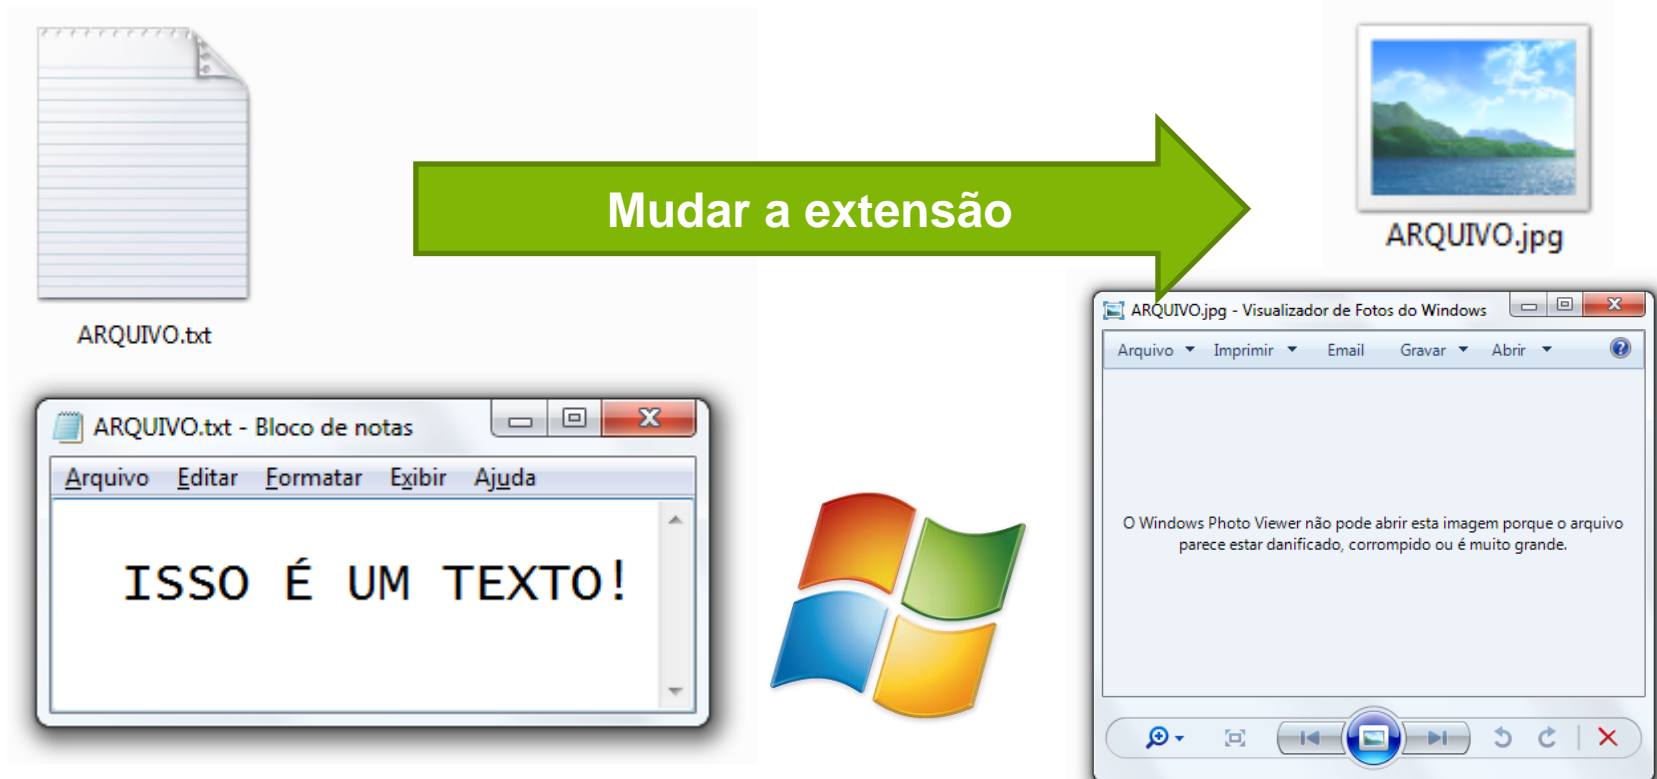 ARQUIVO.txt
Mudar a extensão
ARQUIVO.jpg
ARQUIVO.txt - Bloco de notas
Arquivo Editar Formatar Exibir Ajuda
ISSO É UM TEXTO!
ARQUIVO.jpg - Visualizador de Fotos do Windows
Arquivo Imprimir Email Gravar Abrir
O Windows Photo Viewer não pode abrir esta imagem porque o arquivo
parece estar danificado, corrompido ou é muito grande.